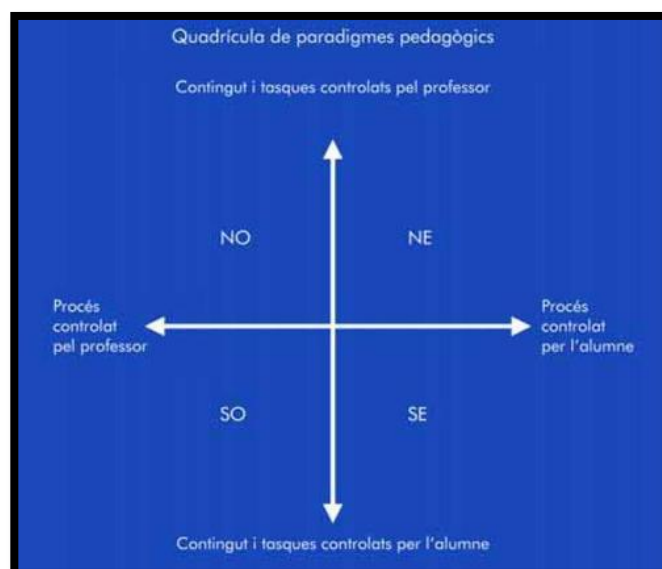 Quadrícula de paradigmes pedagògics
Contingut i tasques controlats pel professor
NO
NE
Procés
controlat
pel professor
Procés
controlat
per l'alumne
SO
SE
Contingut i tasques controlats per l'alumne